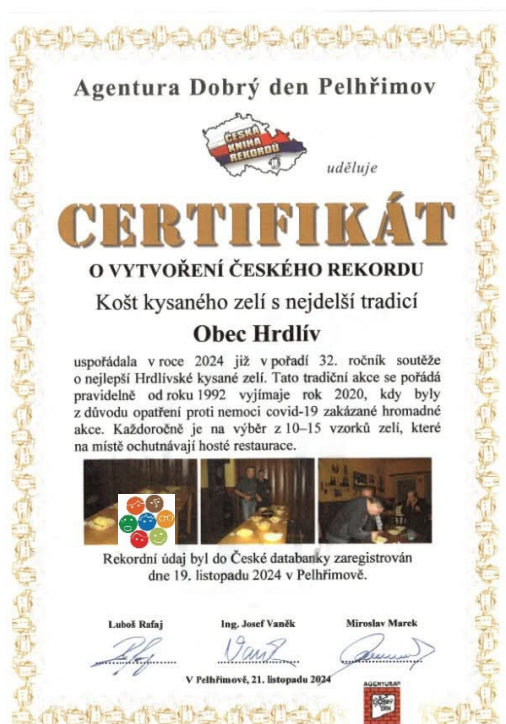 Agentura Dobrý den Pelhřimov
ČESKÁ
KNIHA
REKORDŮ
uděluje
CERTIFIKÁT
O VYTVOŘENÍ ČESKÉHO REKORDU
Košt kysaného zelí s nejdelší tradicí
Obec Hrdlív
uspořádala v roce 2024 již v pořadí 32. ročník soutěže
o nejlepší Hrdlívské kysané zelí. Tato tradiční akce se pořádá
pravidelně od roku 1992 vyjímaje rok 2020, kdy byly
z důvodu opatření proti nemoci covid-19 zakázané hromadné
akce. Každoročně je na výběr z 10–15 vzorků zelí, které
na místě ochutnávají hosté restaurace.
Rekordní údaj byl do České databanky zaregistrován
dne 19. listopadu 2024 v Pelhřimově.
Luboš Rafaj Ing. Josef Vaněk Miroslav Marek
V Pelhřimově, 21. listopadu 2024
AGENTURA
DOBRÝ
DEN